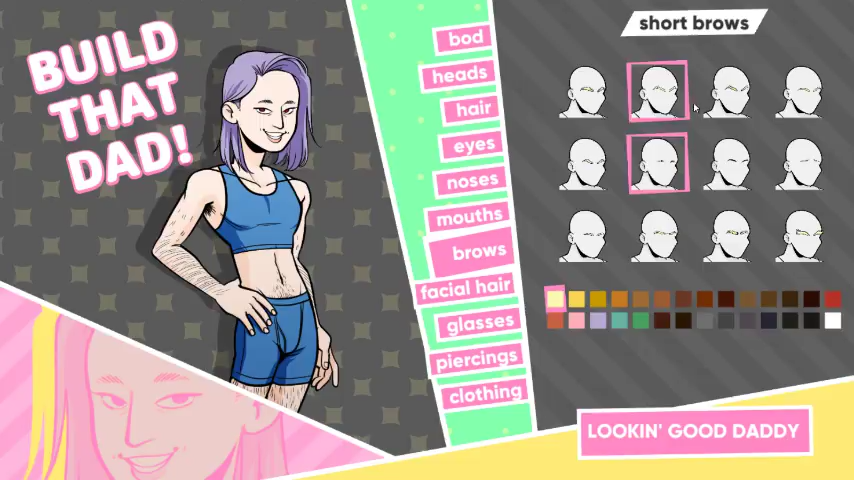 BUILD
THAT
DAD!
bod
heads
hair
eyes
noses
mouths
brows
facial hair
glasses
piercings
clothing
short brows
LOOKIN' GOOD DADDY